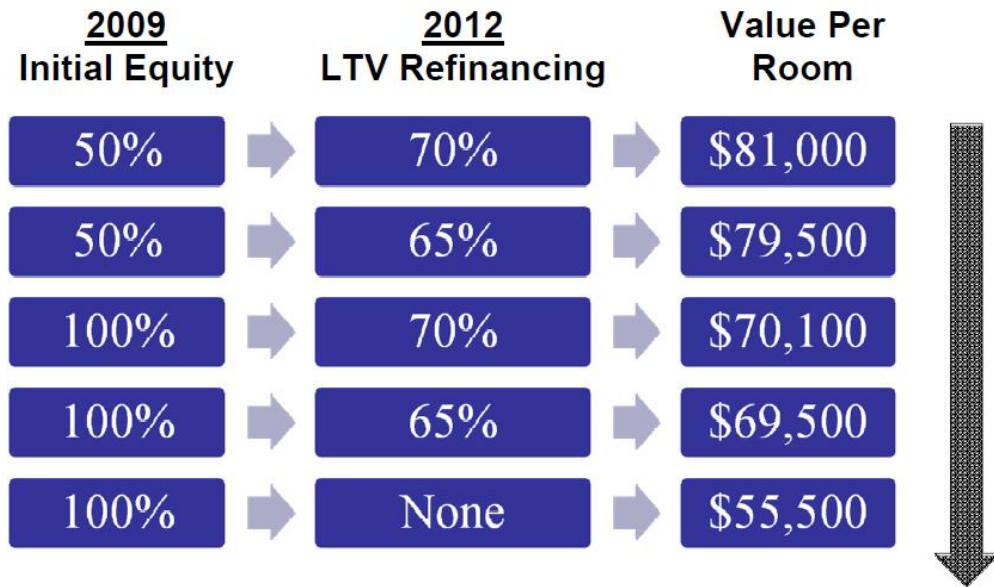 2009 2012 Value Per
Initial Equity LTV Refinancing Room
50% 70% $81,000
50% 65% $79,500
100% 70% $70,100
100% 65% $69,500
100% None $55,500